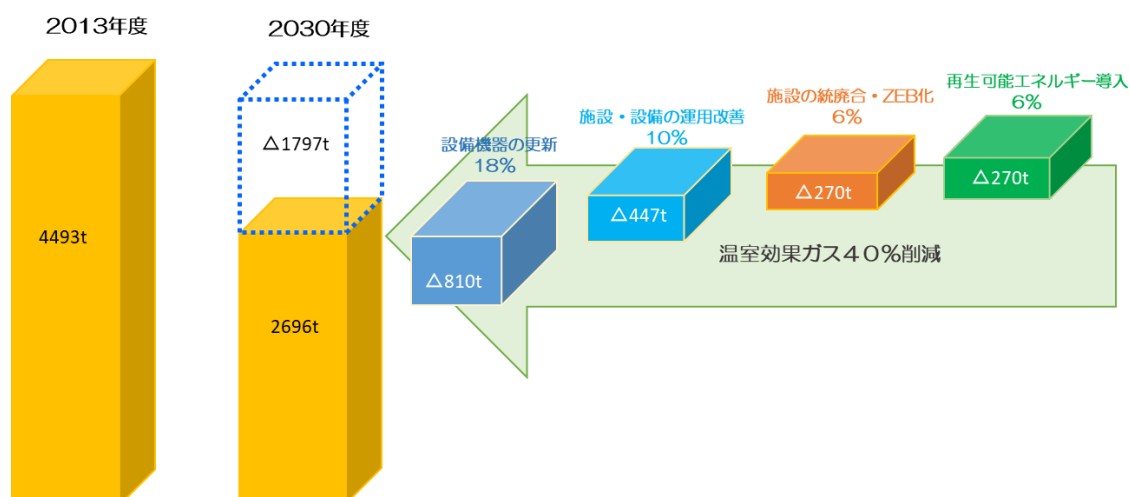 2013年度
2030年度
4493t
△1797t
2696t
設備機器の更新
18%
△810t
施設・設備の運用改善
10%
△447t
施設の統廃合・ZEB化
6%
△270t
再生可能エネルギー導入
6%
△270t
温室効果ガス４０％削減